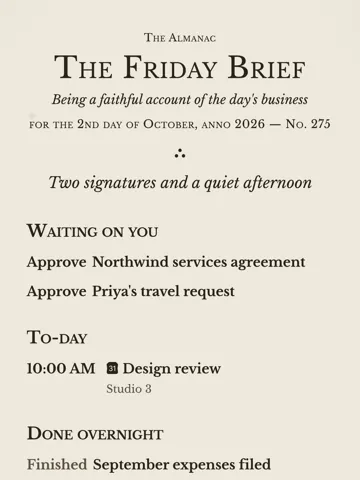 The Almanac
The Friday Brief
Being a faithful account of the day's business
for the 2nd day of October, anno 2026 — No. 275
Two signatures and a quiet afternoon
Waiting on you
Approve Northwind services agreement
Approve Priya's travel request
To-day
10:00 AM 31 Design review
Studio 3
Done overnight
Finished September expenses filed